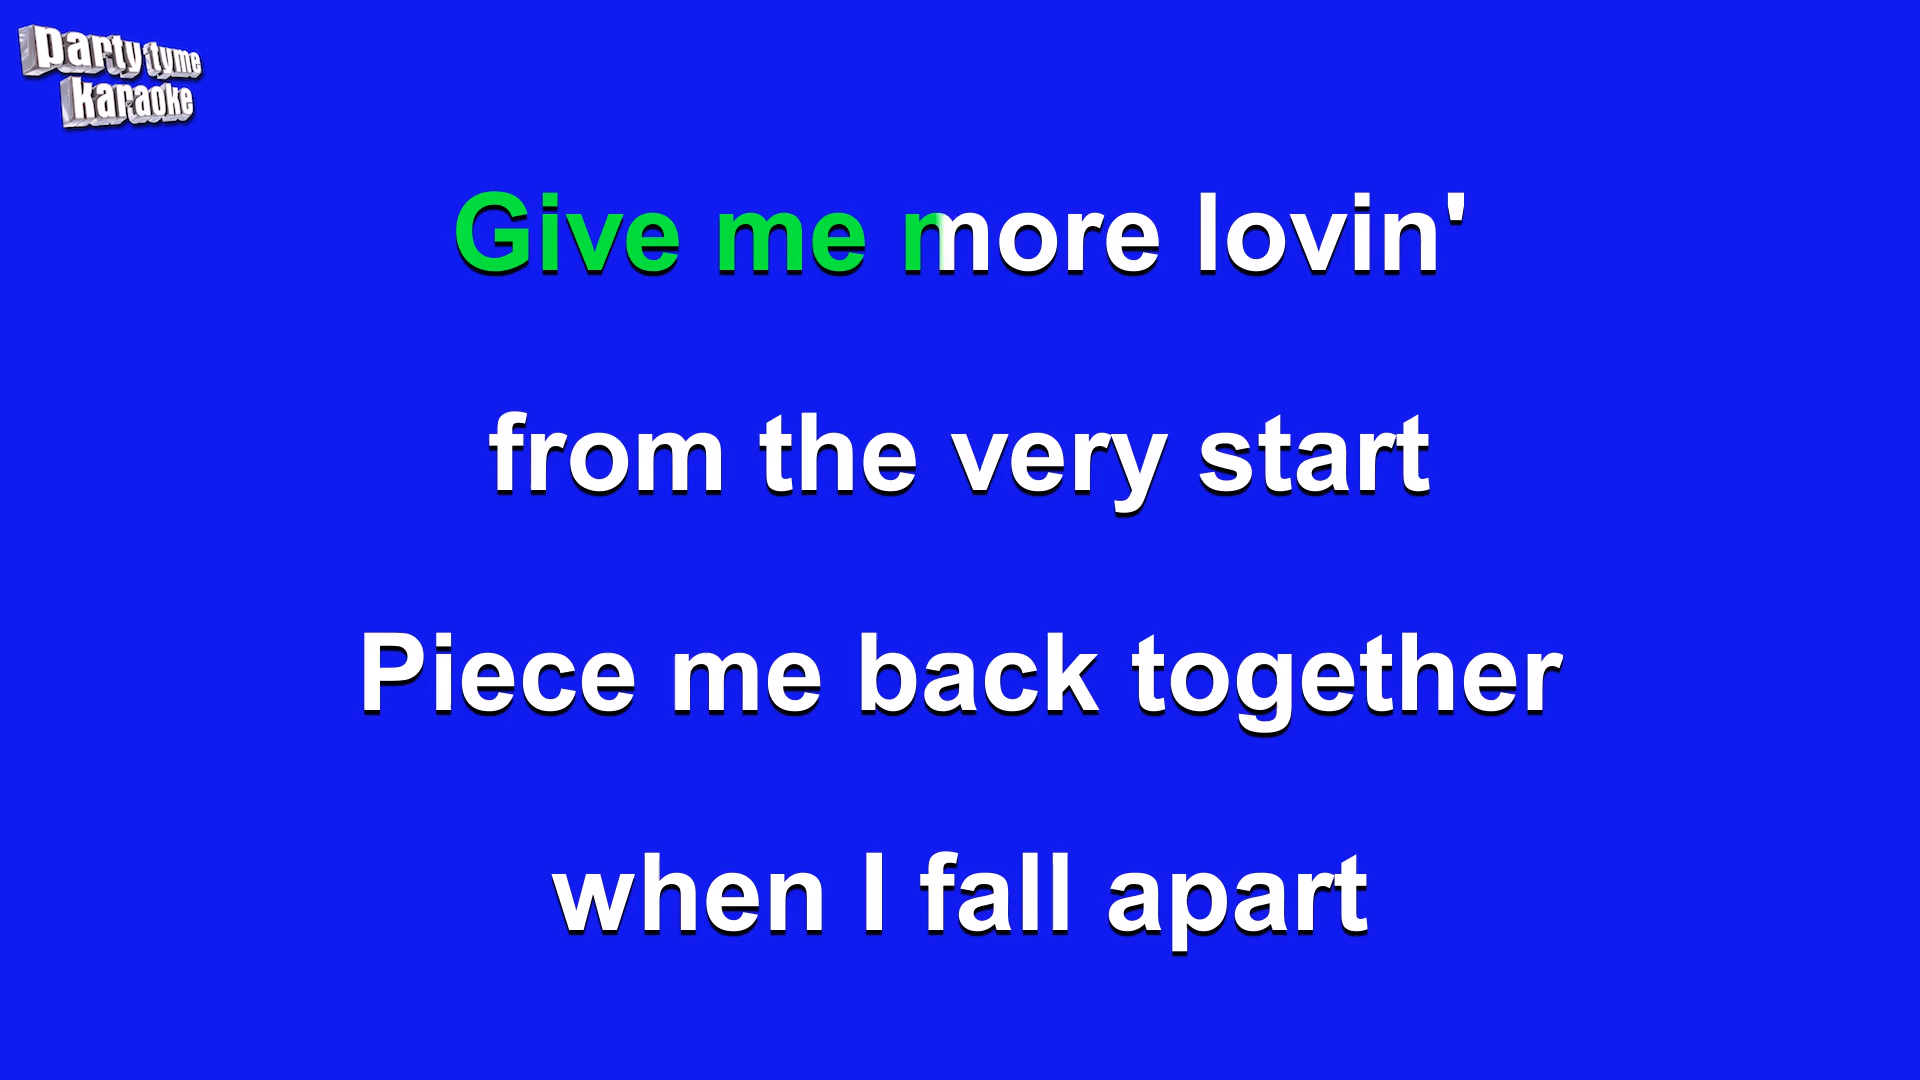 party tyme
karaoke
Give me more lovin'
from the very start
Piece me back together
when I fall apart